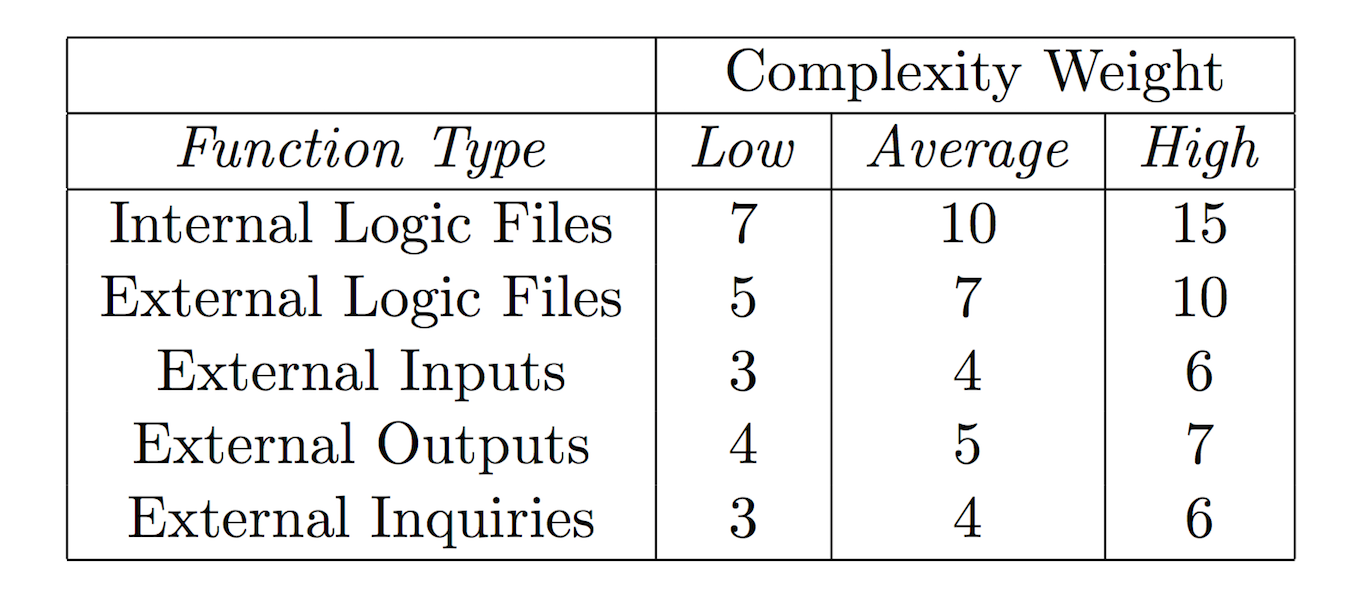 Complexity Weight
Function Type Low Average High
Internal Logic Files 7 10 15
External Logic Files 5 7 10
External Inputs 3 4 6
External Outputs 4 5 7
External Inquiries 3 4 6